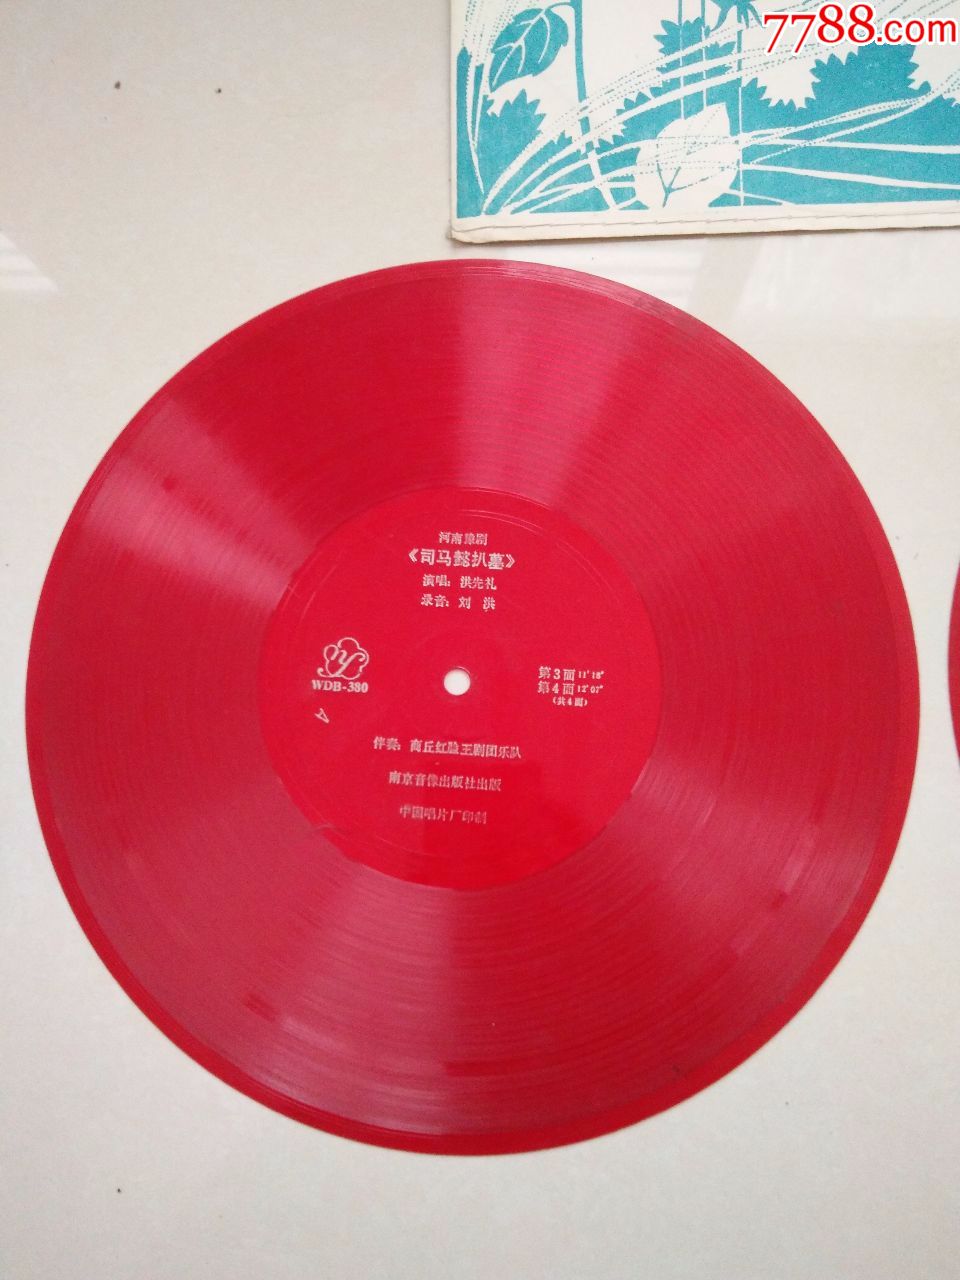 7788.com
河南豫剧
《司马懿扒墓》
演唱：洪先礼
录音：刘 洪
WDB-380
第3面 11′18″
第4面 12′07″
（共4面）
A
伴奏：商丘红脸王剧团乐队
南京音像出版社出版
中国唱片厂印制